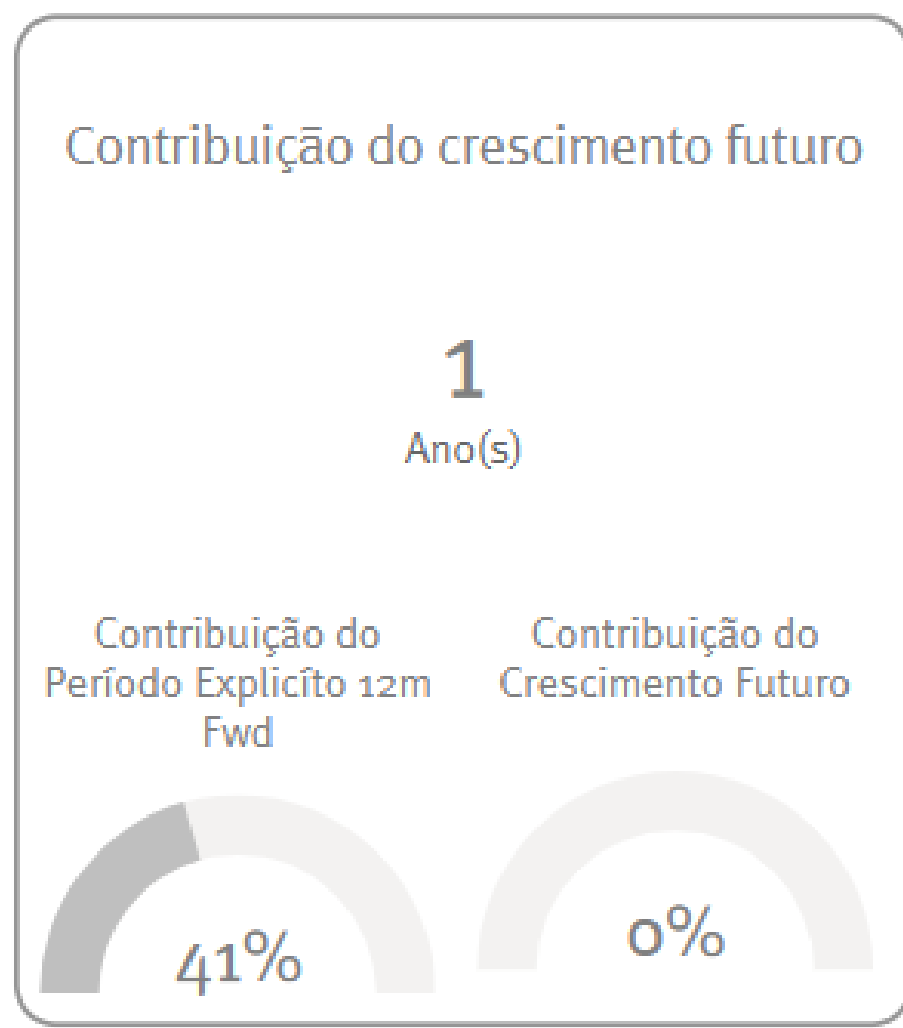 Contribuição do crescimento futuro
1
Ano(s)
Contribuição do
Período Explicíto 12m
Fwd
41%
Contribuição do
Crescimento Futuro
0%